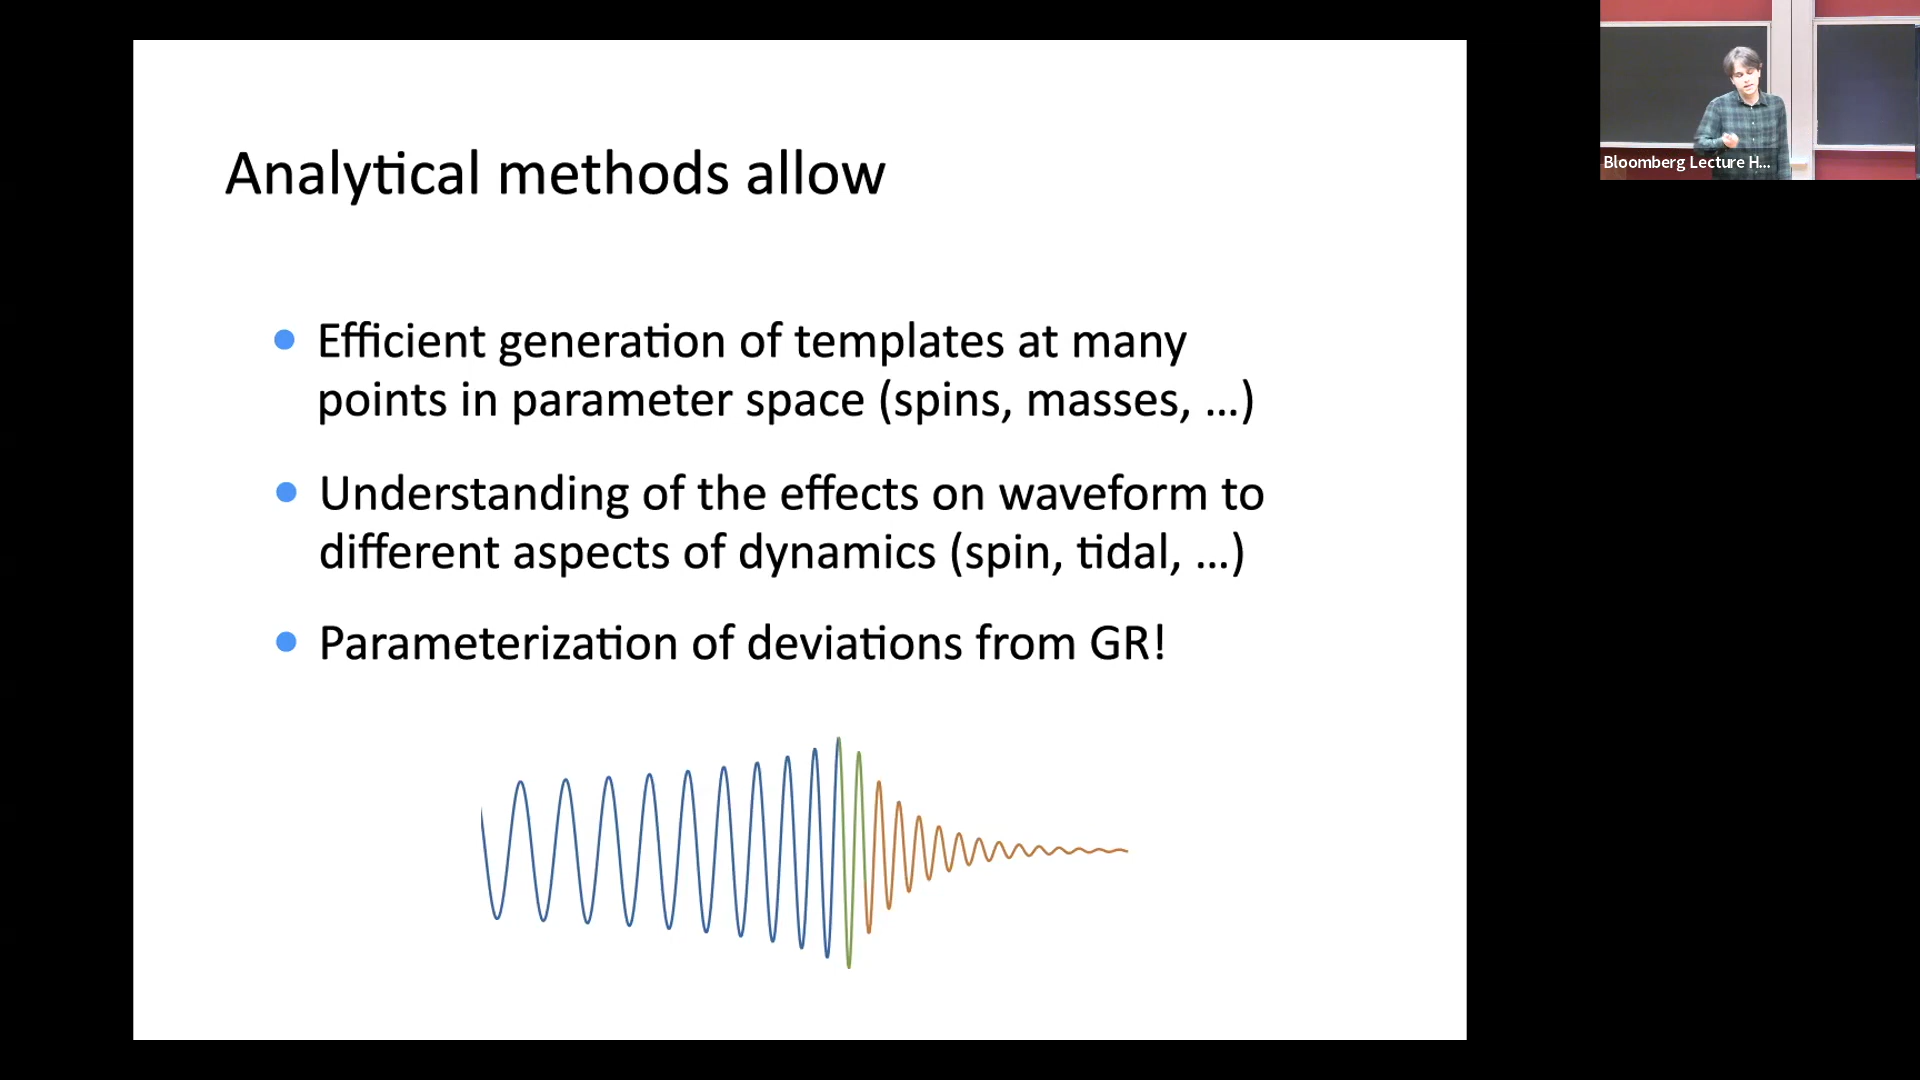 Analytical methods allow
Efficient generation of templates at many
points in parameter space (spins, masses, ...)
Understanding of the effects on waveform to
different aspects of dynamics (spin, tidal, ...)
Parameterization of deviations from GR!
Bloomberg Lecture H...